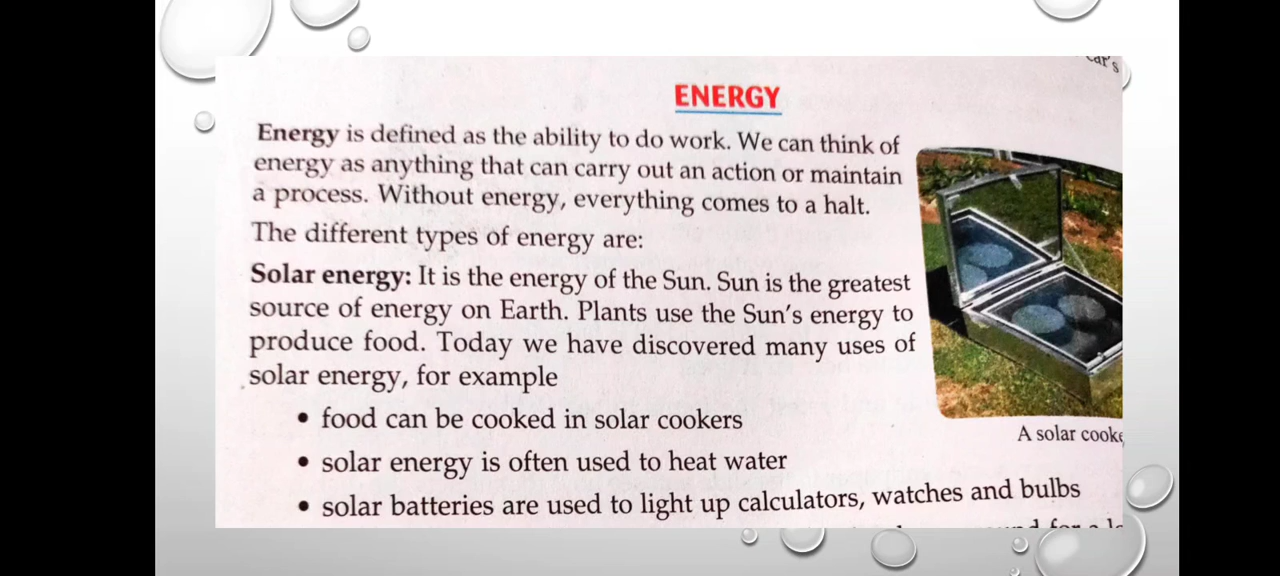 ar's
ENERGY
Energy is defined as the ability to do work. We can think of
energy as anything that can carry out an action or maintain
a process. Without energy, everything comes to a halt.
The different types of energy are:
Solar energy: It is the energy of the Sun. Sun is the greatest
source of energy on Earth. Plants use the Sun's energy to
produce food. Today we have discovered many uses of
solar energy, for example
• food can be cooked in solar cookers
• solar energy is often used to heat water
• solar batteries are used to light up calculators, watches and bulbs
A solar cooke
for a